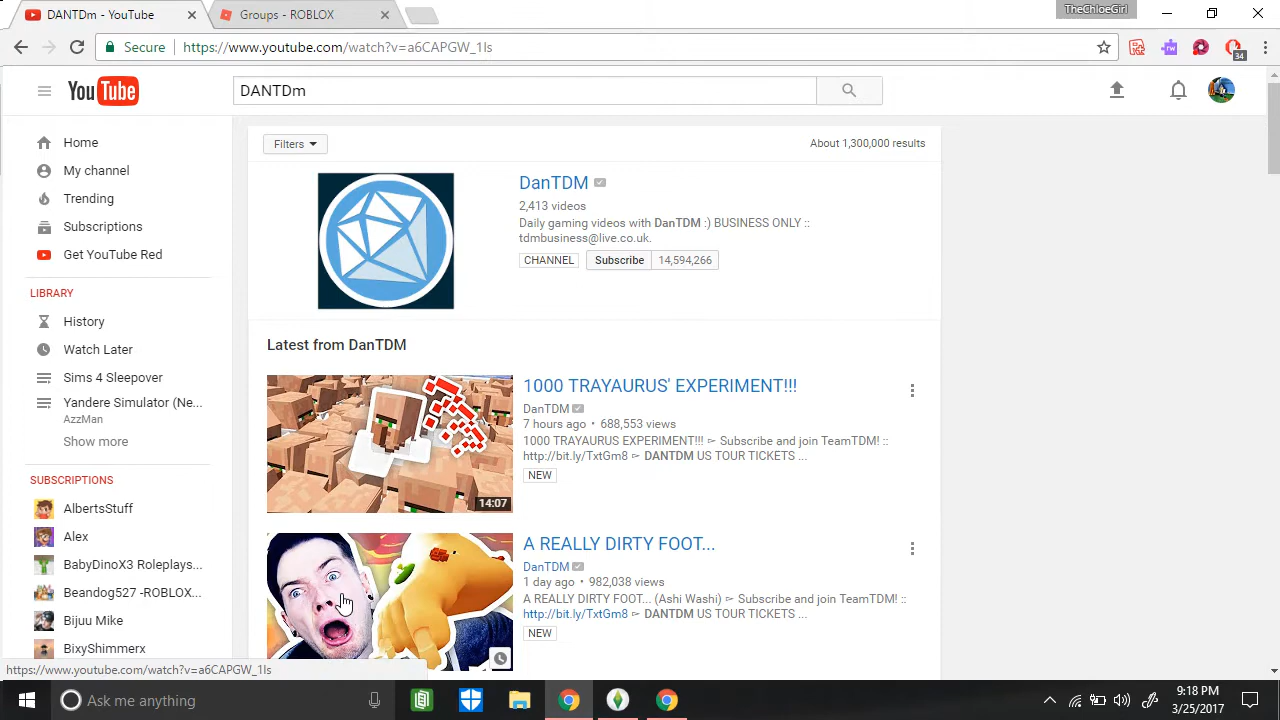 DANTDm - YouTube
Groups - ROBLOX
TheChloeGirl
Secure
https://www.youtube.com/watch?v=a6CAPGW_1Is
34
YouTube
DANTDm
Home
My channel
Trending
Subscriptions
Get YouTube Red
LIBRARY
History
Watch Later
Sims 4 Sleepover
Yandere Simulator (Ne...
AzzMan
Show more
SUBSCRIPTIONS
AlbertsStuff
Alex
BabyDinoX3 Roleplays...
Beandog527 -ROBLOX...
Bijuu Mike
BixyShimmerx
Filters
About 1,300,000 results
DanTDM
2,413 videos
Daily gaming videos with DanTDM :) BUSINESS ONLY ::
tdmbusiness@live.co.uk.
CHANNEL
Subscribe 14,594,266
Latest from DanTDM
14:07
1000 TRAYAURUS' EXPERIMENT!!!
DanTDM
7 hours ago • 688,553 views
1000 TRAYAURUS EXPERIMENT!!! ► Subscribe and join TeamTDM! ::
http://bit.ly/TxtGm8 ► DANTDM US TOUR TICKETS ...
NEW
A REALLY DIRTY FOOT...
DanTDM
1 day ago • 982,038 views
A REALLY DIRTY FOOT... (Ashi Washi) ► Subscribe and join TeamTDM! ::
http://bit.ly/TxtGm8 ► DANTDM US TOUR TICKETS ...
NEW
https://www.youtube.com/watch?v=a6CAPGW_1Is
Ask me anything
9:18 PM
3/25/2017